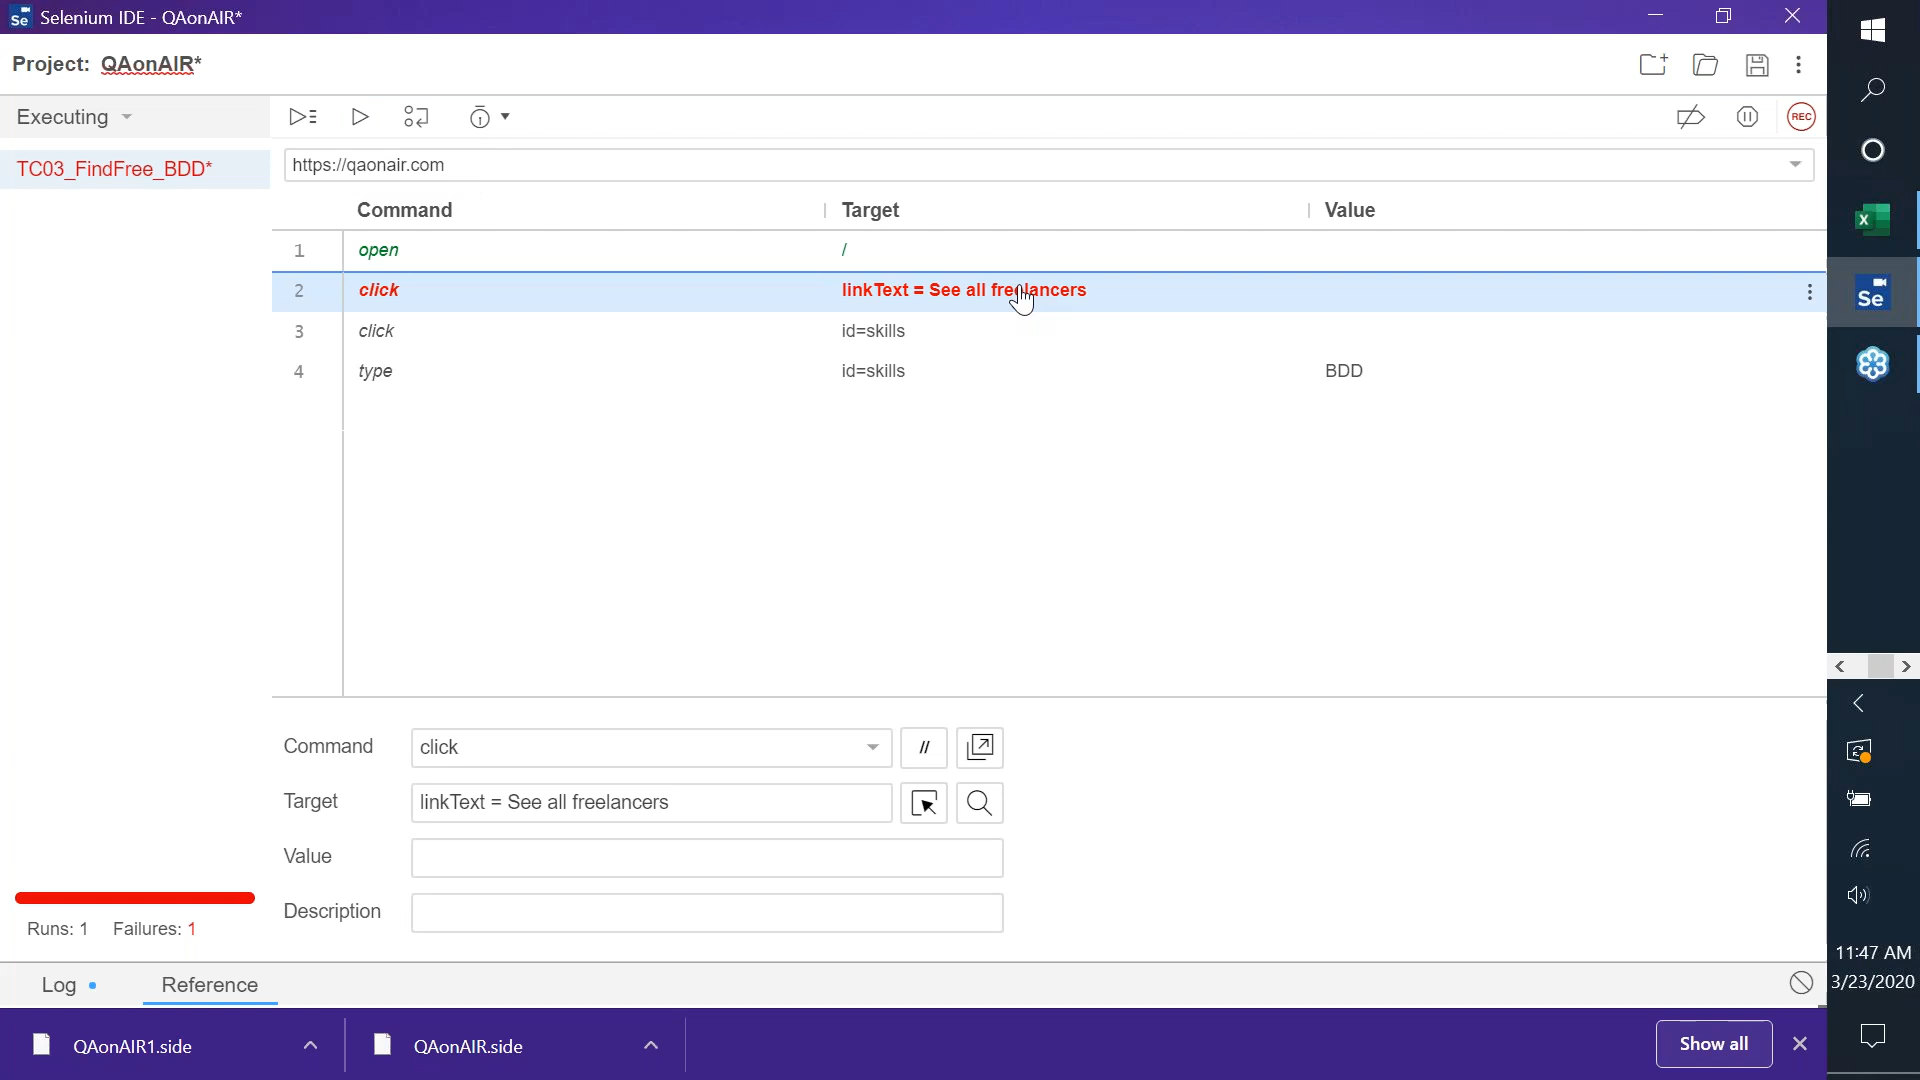 Se Selenium IDE - QAonAIR*
Project: QAonAIR*
Executing
REC
TC03_FindFree_BDD*
https://qaonair.com
Command Target Value
1 open /
2 click linkText = See all freelancers
3 click id=skills
4 type id=skills BDD
Se
Command click //
Target linkText = See all freelancers
Value
Description
Runs: 1 Failures: 1
Log Reference
11:47 AM
3/23/2020
QAonAIR1.side QAonAIR.side Show all